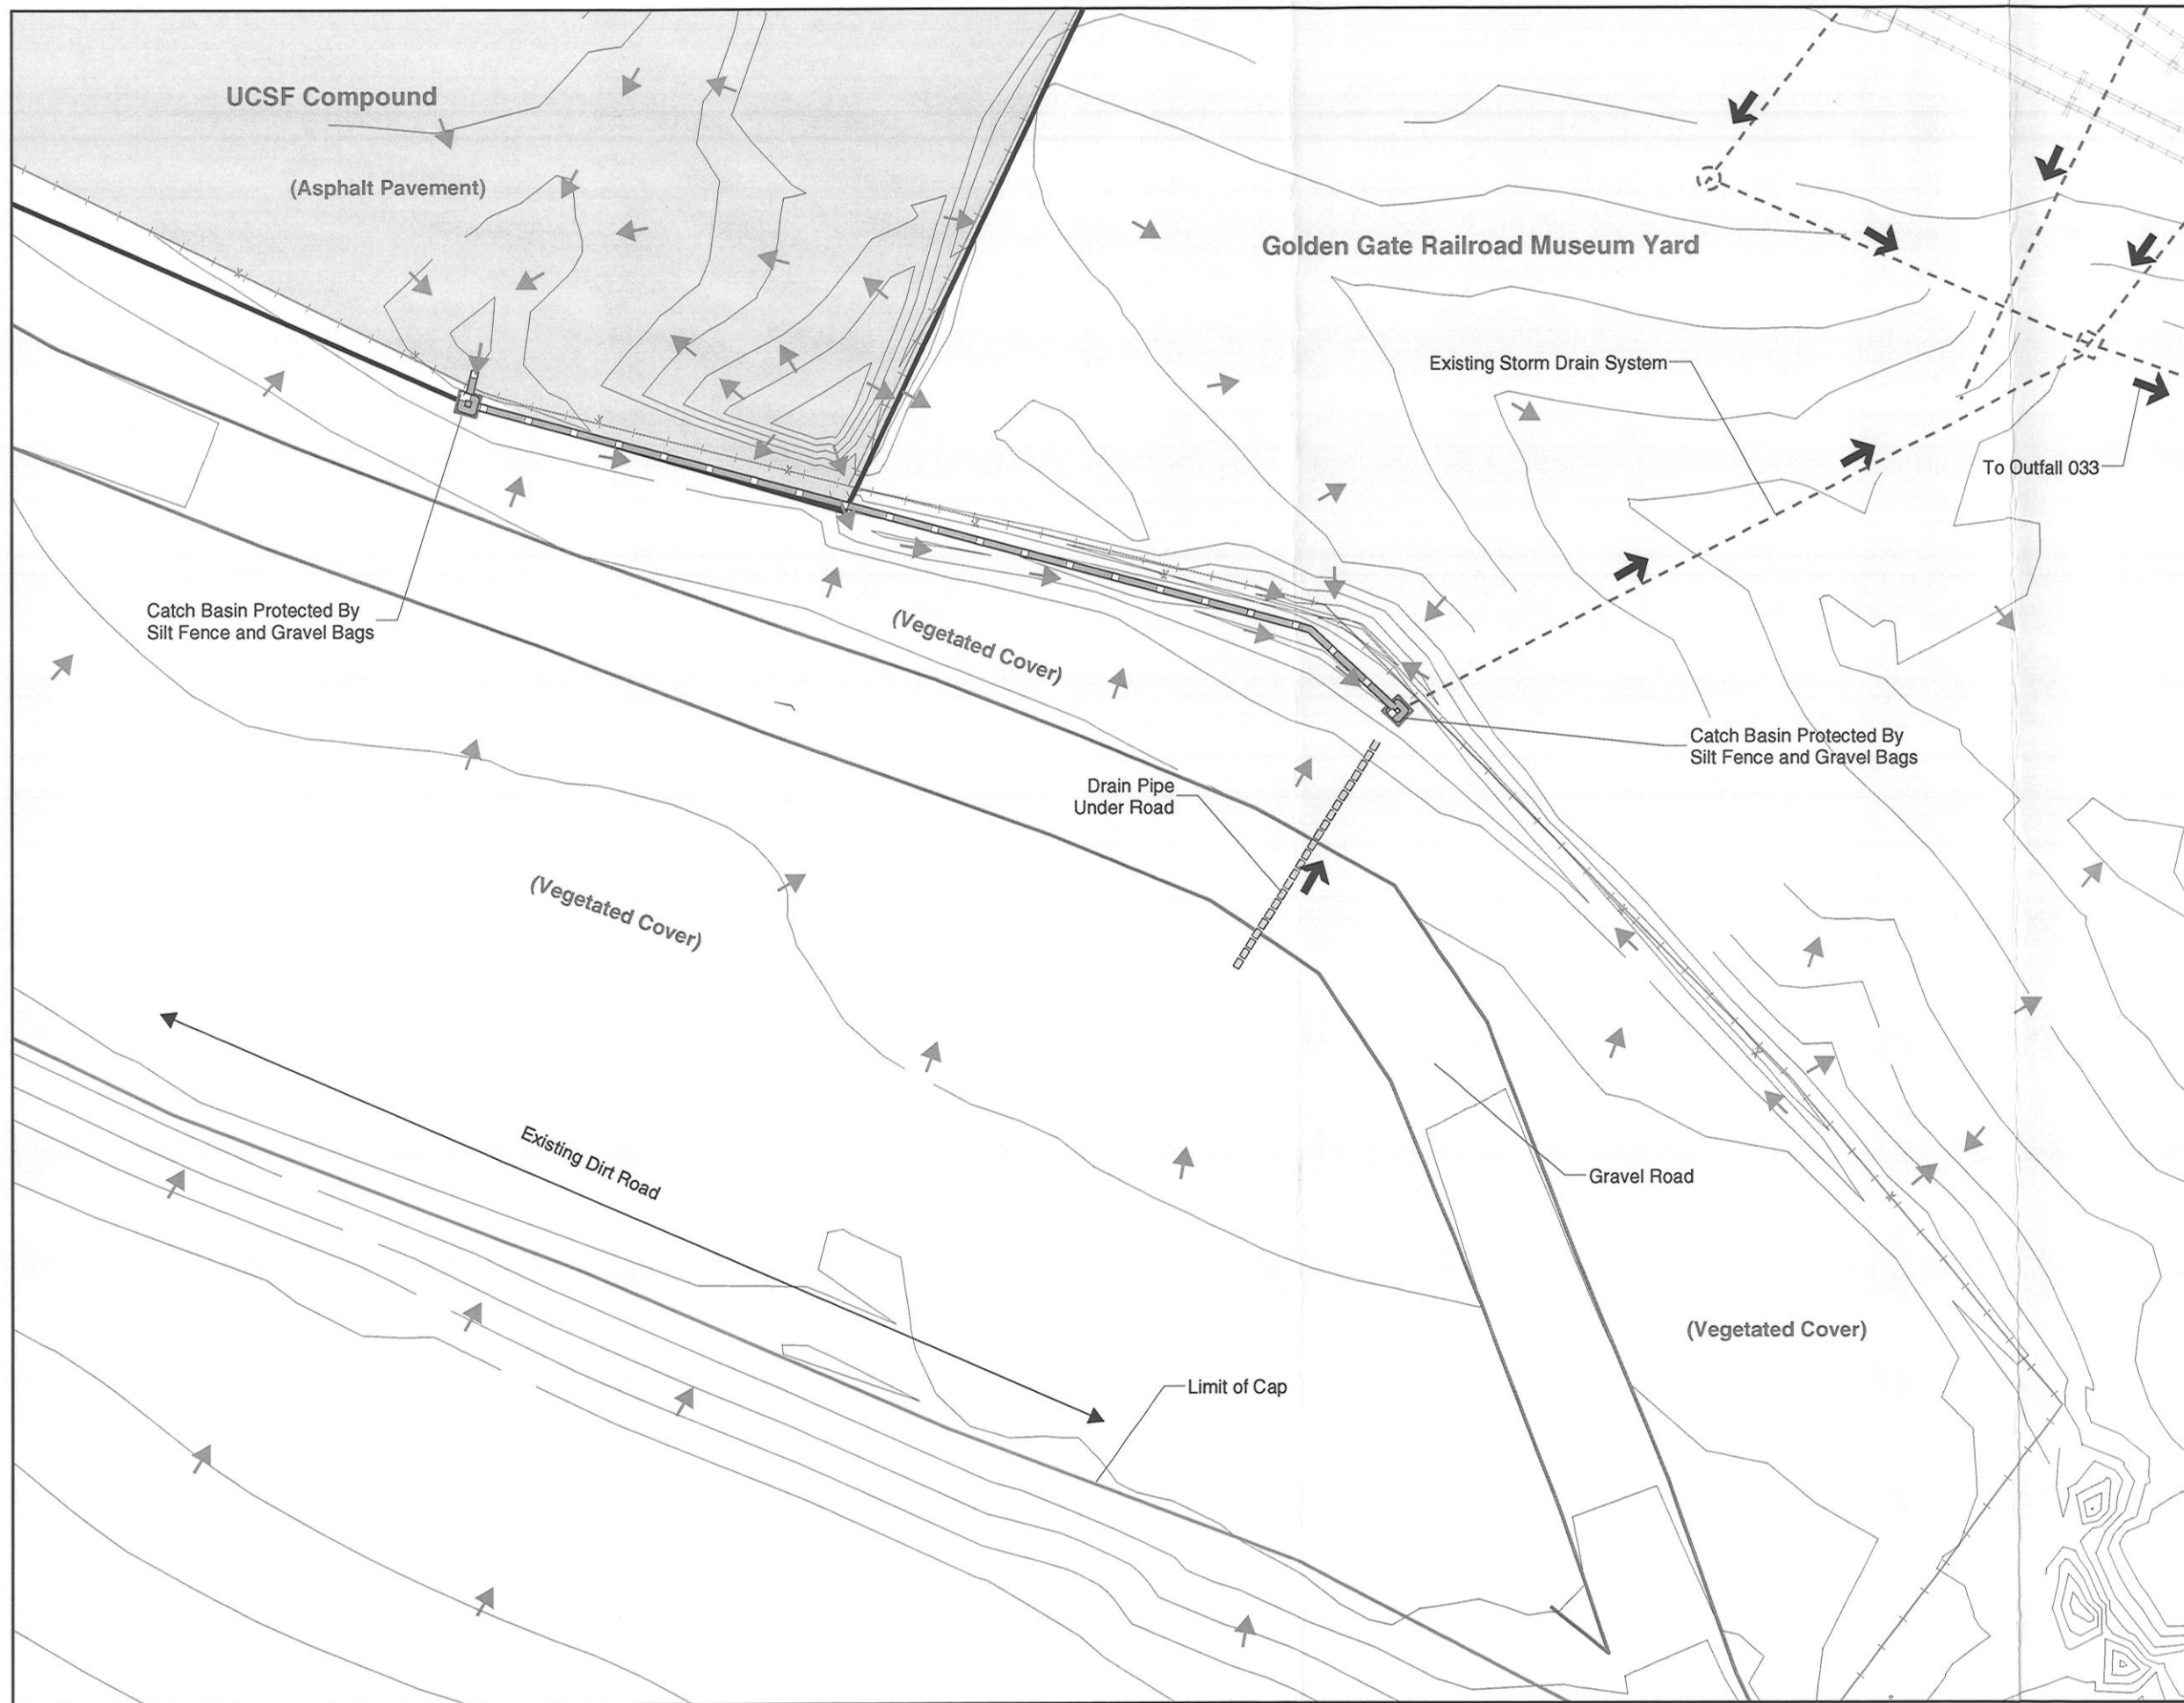 UCSF Compound
(Asphalt Pavement)
Golden Gate Railroad Museum Yard
Existing Storm Drain System
To Outfall 033
Catch Basin Protected By
Silt Fence and Gravel Bags
(Vegetated Cover)
Catch Basin Protected By
Silt Fence and Gravel Bags
Drain Pipe
Under Road
(Vegetated Cover)
Existing Dirt Road
Gravel Road
(Vegetated Cover)
Limit of Cap